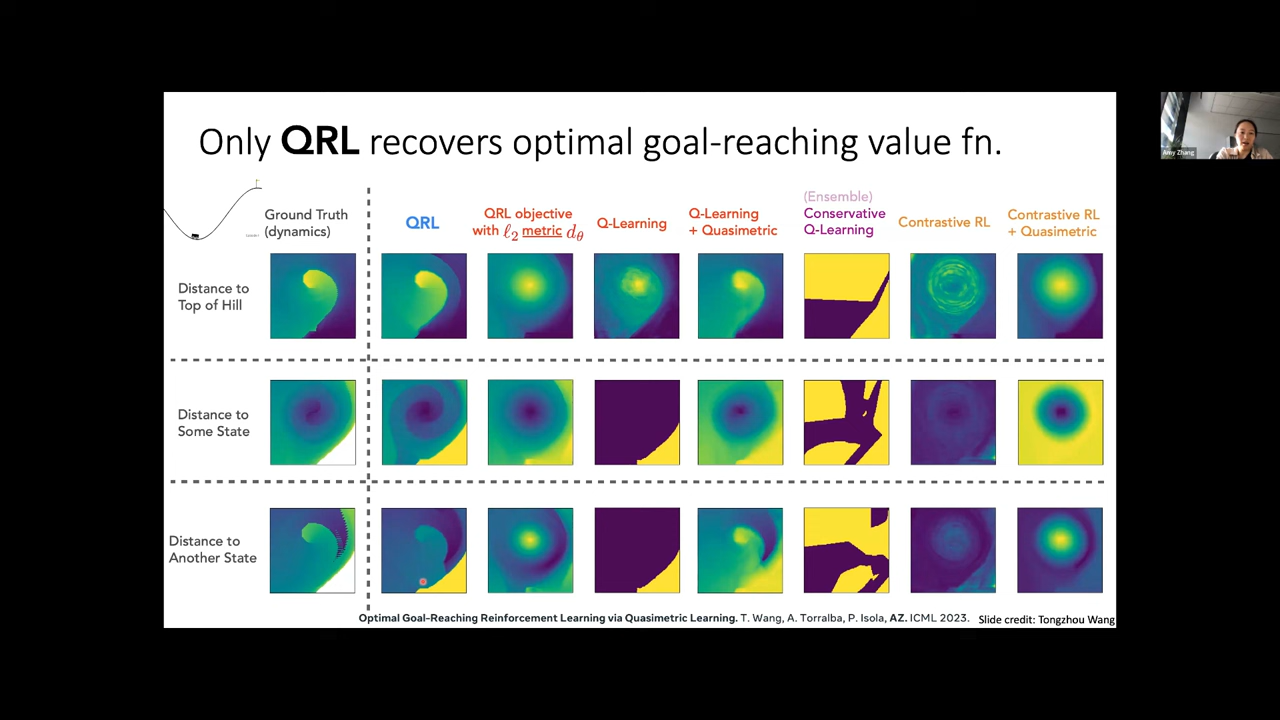 Only QRL recovers optimal goal-reaching value fn.
Amy Zhang
Ground Truth
(dynamics)
QRL
QRL objective
with ℓ₂ metric dθ
Q-Learning
Q-Learning
+ Quasimetric
(Ensemble)
Conservative
Q-Learning
Contrastive RL
Contrastive RL
+ Quasimetric
Distance to
Top of Hill
Distance to
Some State
Distance to
Another State
Optimal Goal-Reaching Reinforcement Learning via Quasimetric Learning. T. Wang, A. Torralba, P. Isola, AZ. ICML 2023.
Slide credit: Tongzhou Wang